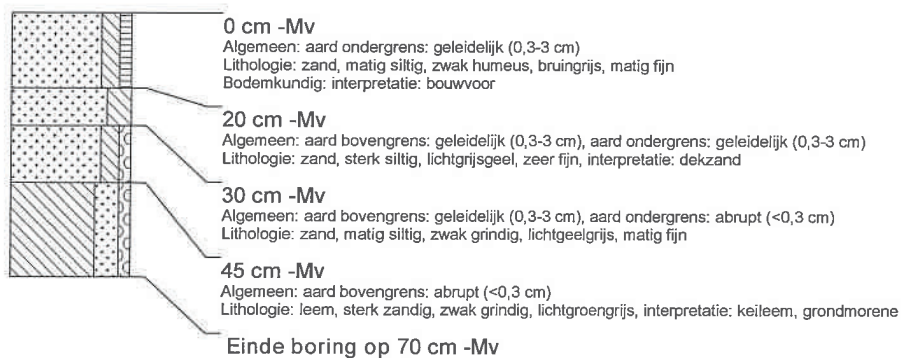 0 cm -Mv
Algemeen: aard ondergrens: geleidelijk (0,3-3 cm)
Lithologie: zand, matig siltig, zwak humeus, bruingrijs, matig fijn
Bodemkundig: interpretatie: bouwvoor
20 cm -Mv
Algemeen: aard bovengrens: geleidelijk (0,3-3 cm), aard ondergrens: geleidelijk (0,3-3 cm)
Lithologie: zand, sterk siltig, lichtgrijsgeel, zeer fijn, interpretatie: dekzand
30 cm -Mv
Algemeen: aard bovengrens: geleidelijk (0,3-3 cm), aard ondergrens: abrupt (<0,3 cm)
Lithologie: zand, matig siltig, zwak grindig, lichtgeelgrijs, matig fijn
45 cm -Mv
Algemeen: aard bovengrens: abrupt (<0,3 cm)
Lithologie: leem, sterk zandig, zwak grindig, lichtgroengrijs, interpretatie: keileem, grondmorene
Einde boring op 70 cm -Mv